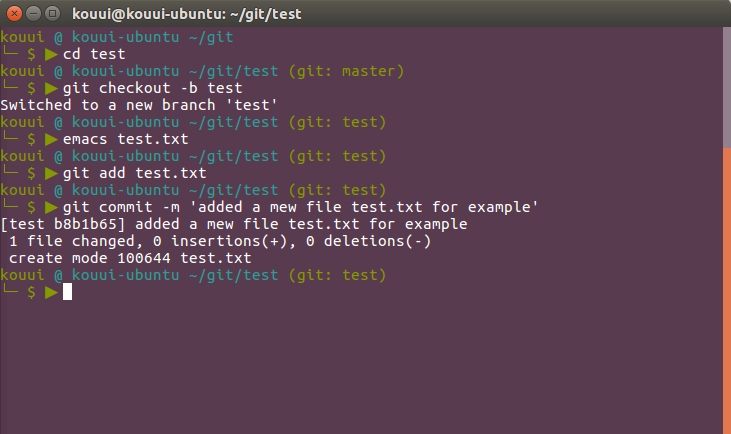 kouui@kouui-ubuntu: ~/git/test
kouui @ kouui-ubuntu ~/git
└─ $ ▶ cd test
kouui @ kouui-ubuntu ~/git/test (git: master)
└─ $ ▶ git checkout -b test
Switched to a new branch 'test'
kouui @ kouui-ubuntu ~/git/test (git: test)
└─ $ ▶ emacs test.txt
kouui @ kouui-ubuntu ~/git/test (git: test)
└─ $ ▶ git add test.txt
kouui @ kouui-ubuntu ~/git/test (git: test)
└─ $ ▶ git commit -m 'added a mew file test.txt for example'
[test b8b1b65] added a mew file test.txt for example
 1 file changed, 0 insertions(+), 0 deletions(-)
 create mode 100644 test.txt
kouui @ kouui-ubuntu ~/git/test (git: test)
└─ $ ▶